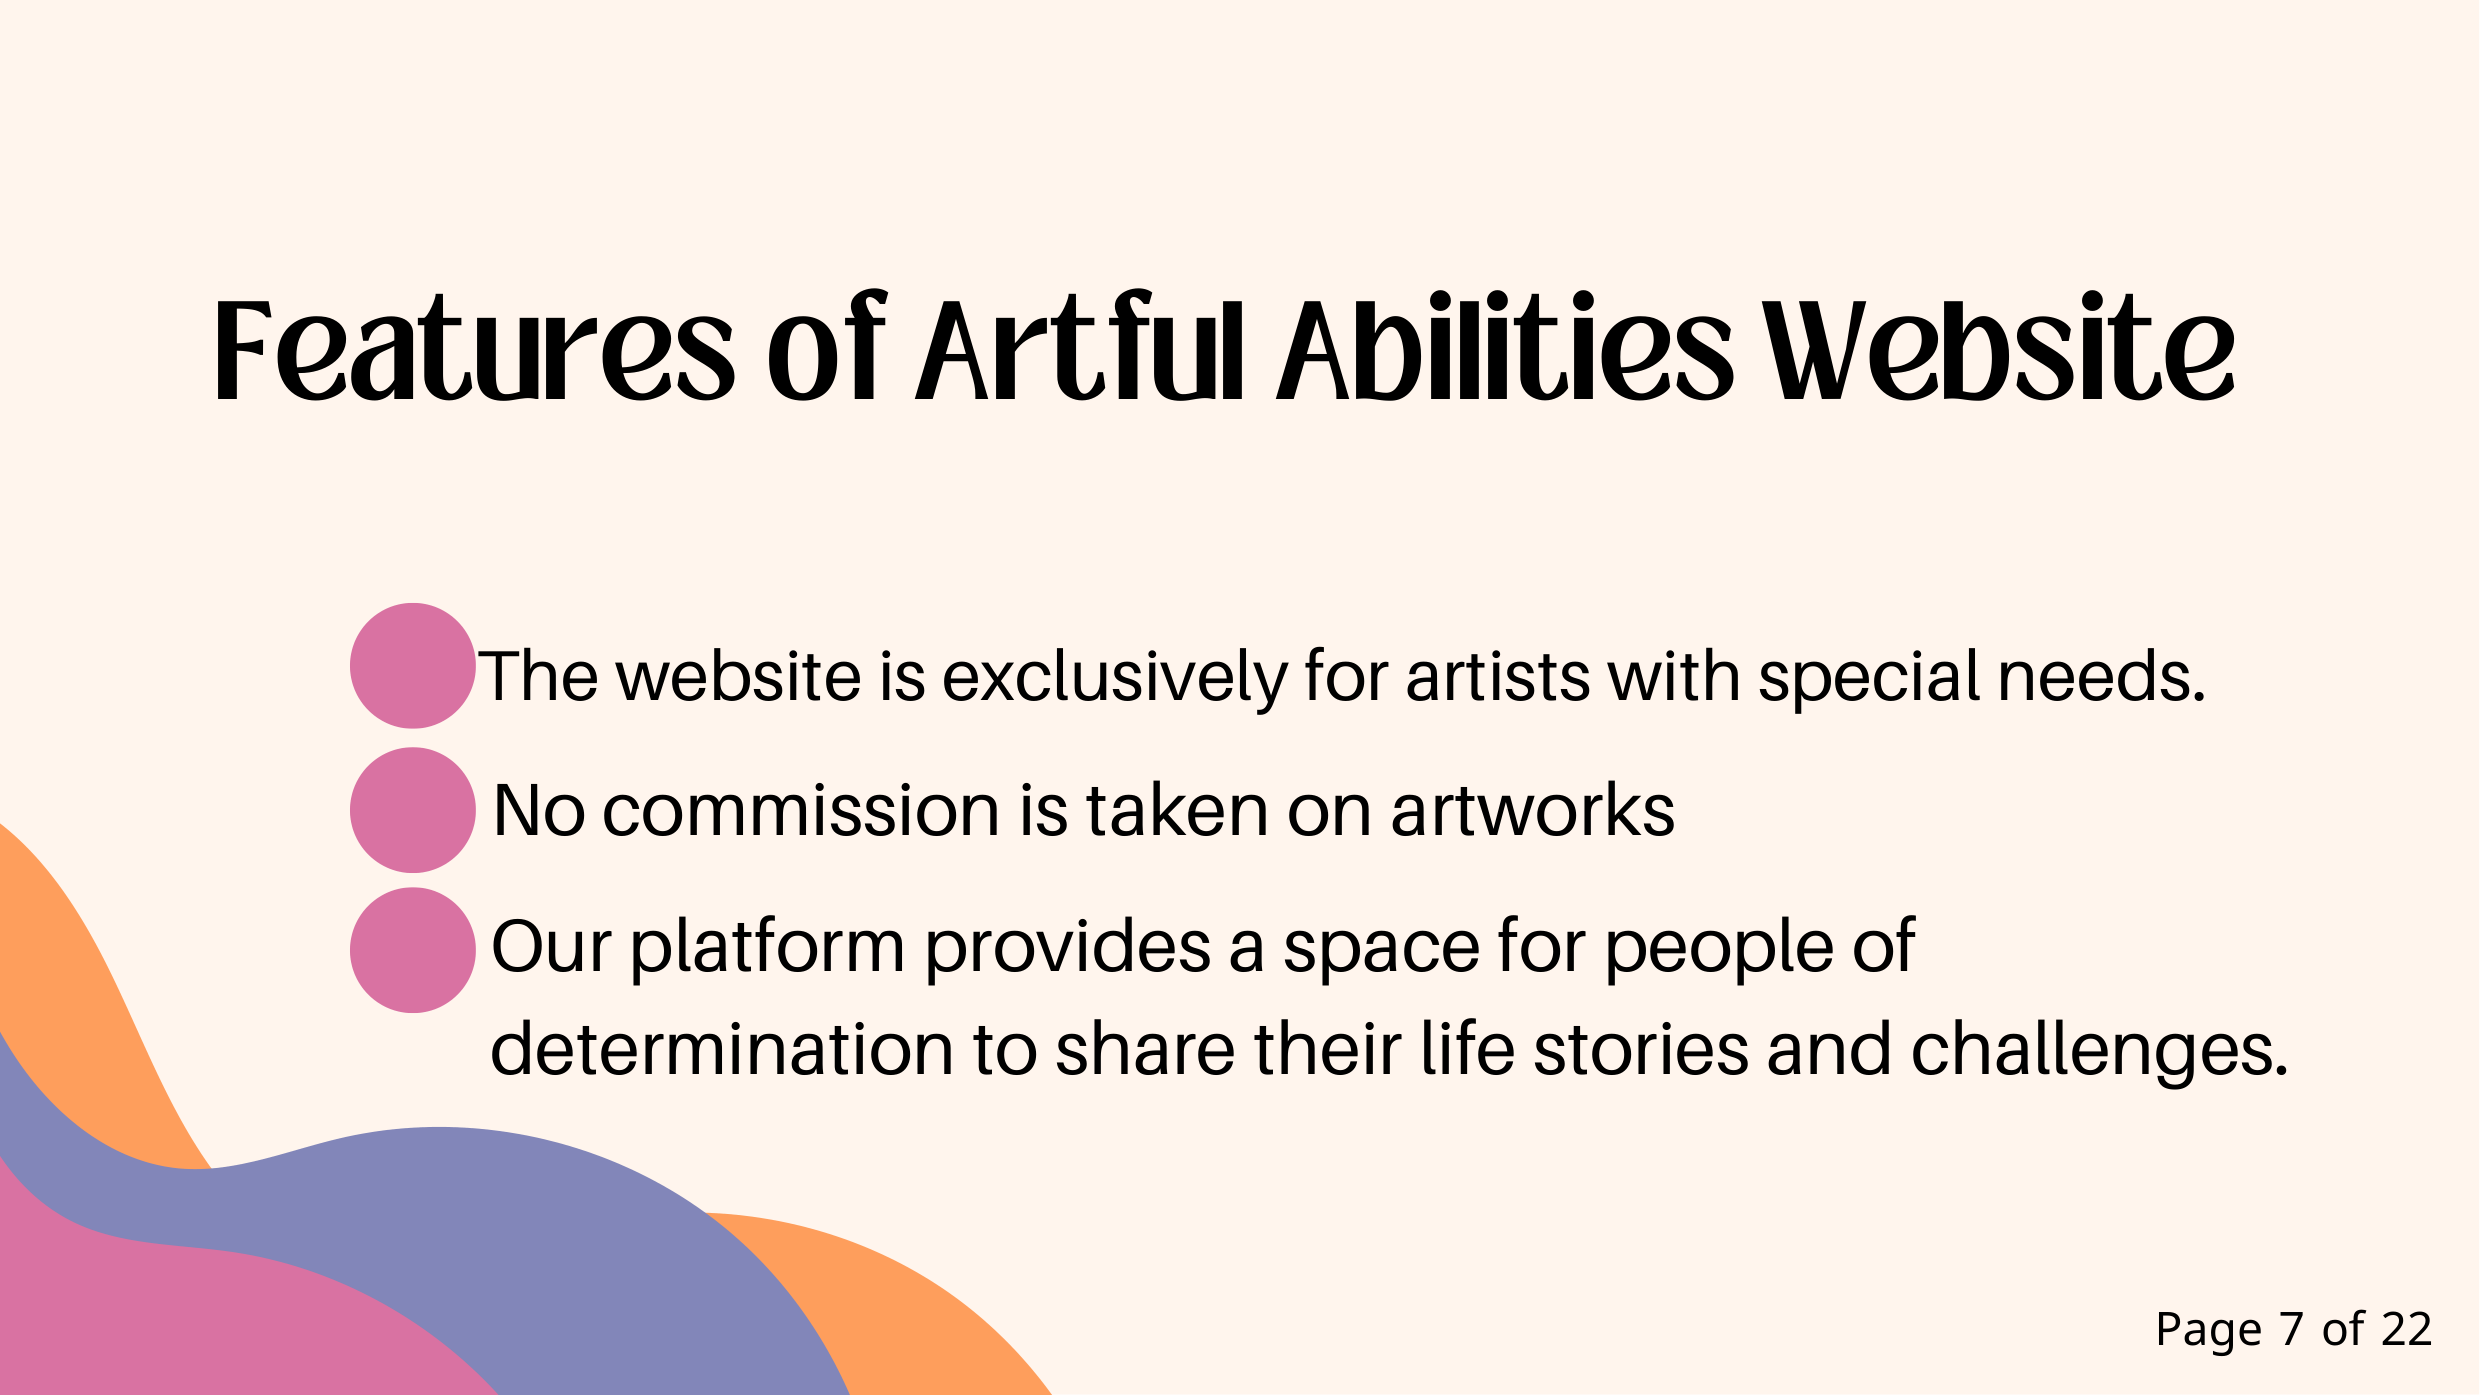 Features of Artful Abilities Website
The website is exclusively for artists with special needs.
No commission is taken on artworks
Our platform provides a space for people of
determination to share their life stories and challenges.
Page 7 of 22